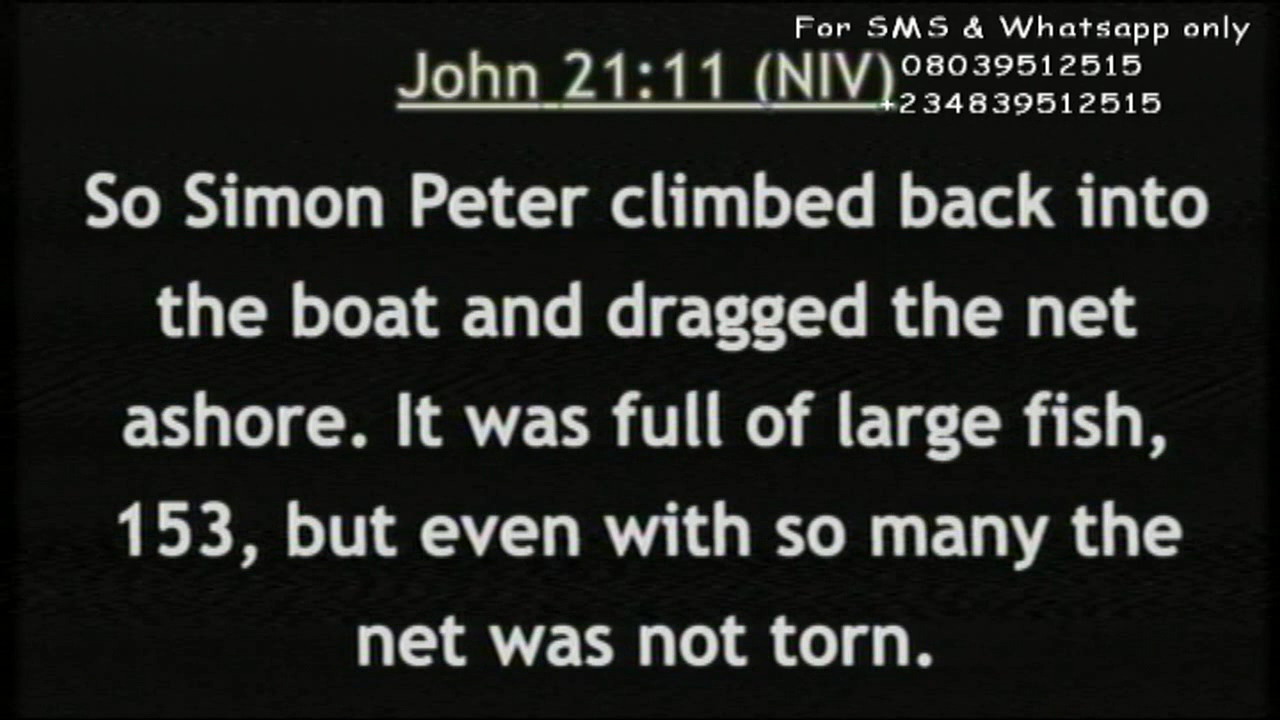 For SMS & Whatsapp only
08039512515
+234839512515
John 21:11 (NIV)
So Simon Peter climbed back into
the boat and dragged the net
ashore. It was full of large fish,
153, but even with so many the
net was not torn.